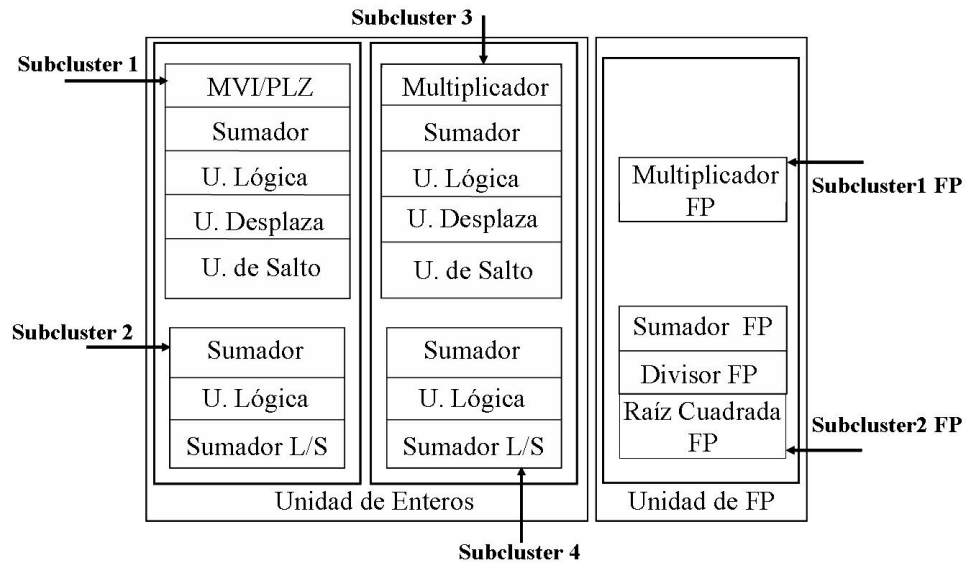 Subcluster 3
Subcluster 1
MVI/PLZ
Sumador
U. Lógica
U. Desplaza
U. de Salto
Multiplicador
Sumador
U. Lógica
U. Desplaza
U. de Salto
Multiplicador
FP
Subcluster1 FP
Subcluster 2
Sumador
U. Lógica
Sumador L/S
Sumador
U. Lógica
Sumador L/S
Sumador FP
Divisor FP
Raíz Cuadrada
FP
Subcluster2 FP
Unidad de Enteros
Unidad de FP
Subcluster 4